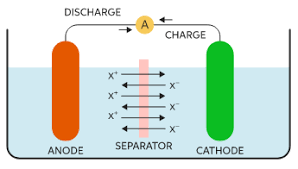 DISCHARGE
A
CHARGE
X⁺
X⁻
X⁺
X⁻
X⁺
X⁻
ANODE
SEPARATOR
CATHODE